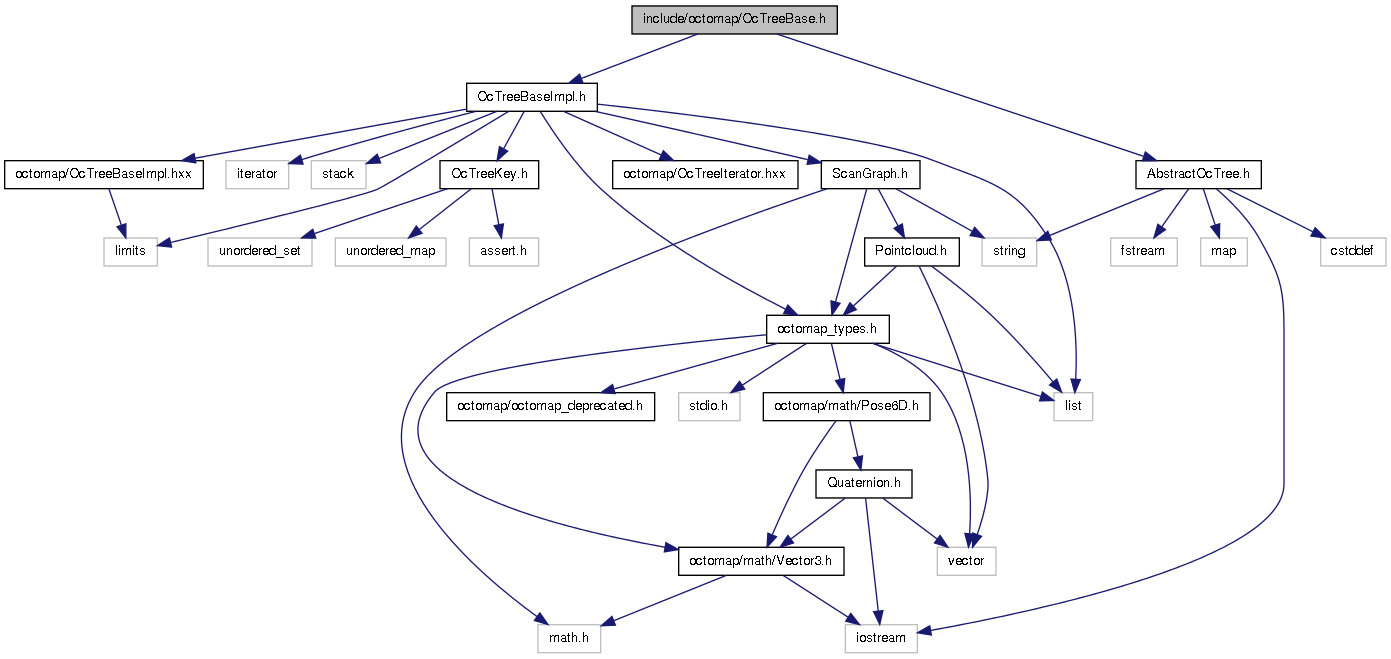 include/octomap/OcTreeBase.h
OcTreeBaseImpl.h
octomap/OcTreeBaseImpl.hxx
iterator
stack
OcTreeKey.h
octomap/OcTreeIterator.hxx
ScanGraph.h
AbstractOcTree.h
limits
unordered_set
unordered_map
assert.h
Pointcloud.h
string
fstream
map
cstddef
octomap_types.h
octomap/octomap_deprecated.h
stdio.h
octomap/math/Pose6D.h
list
Quaternion.h
octomap/math/Vector3.h
vector
math.h
iostream